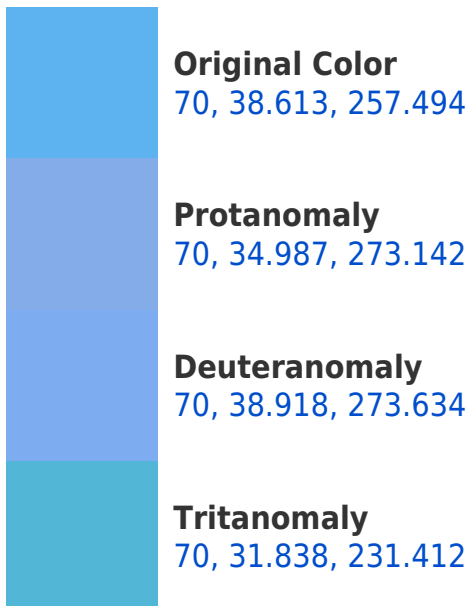 Original Color
70, 38.613, 257.494
Protanomaly
70, 34.987, 273.142
Deuteranomaly
70, 38.918, 273.634
Tritanomaly
70, 31.838, 231.412